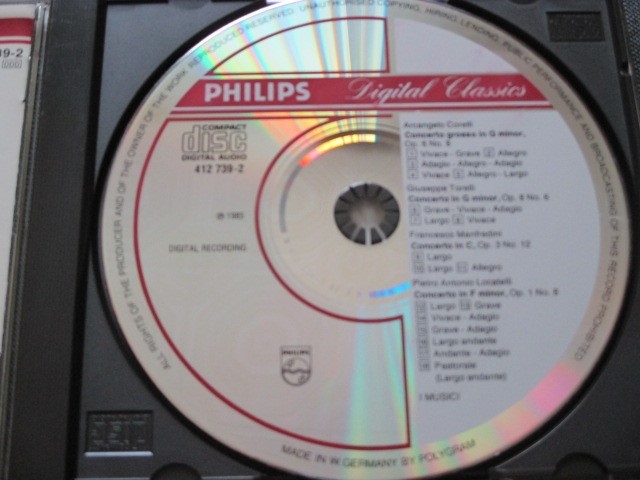 39-2
ALL RIGHTS OF THE PRODUCER AND OF THE OWNER OF THE WORK REPRODUCED RESERVED. UNAUTHORISED COPYING, HIRING, LENDING, PUBLIC PERFORMANCE AND BROADCASTING OF THIS RECORD PROHIBITED
PHILIPS Digital Classics
COMPACT
disc
DIGITAL AUDIO
412 739-2
℗ 1985
DIGITAL RECORDING
PHILIPS
Arcangelo Corelli
Concerto grosso in G minor,
Op. 6 No. 8
1 Vivace - Grave 2 Allegro
3 Adagio - Allegro - Adagio
4 Vivace 5 Allegro - Largo
Giuseppe Torelli
Concerto in G minor, Op. 8 No. 6
6 Grave - Vivace - Adagio
7 Largo 8 Vivace
Francesco Manfredini
Concerto in C, Op. 3 No. 12
9 Largo
10 Largo 11 Allegro
Pietro Antonio Locatelli
Concerto in F minor, Op. 1 No. 8
Largo Grave
Vivace - Adagio
Grave - Adagio
Largo andante
Andante - Adagio
Pastorale
(Largo andante)
I MUSICI
MADE IN W. GERMANY BY POLYGRAM